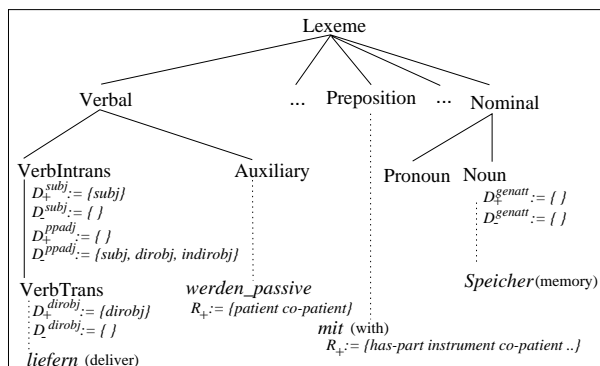 Lexeme
Verbal ... Preposition ... Nominal
VerbIntrans Auxiliary Pronoun Noun
D₊^subj := {subj}
D₋^subj := { }
D₊^ppadj := { }
D₋^ppadj := {subj, dirobj, indirobj}
D₊^genatt := { }
D₋^genatt := { }
VerbTrans
D₊^dirobj := {dirobj}
D₋^dirobj := { }
liefern (deliver)
werden_passive
R₊ := {patient co-patient}
mit (with)
R₊ := {has-part instrument co-patient ..}
Speicher (memory)